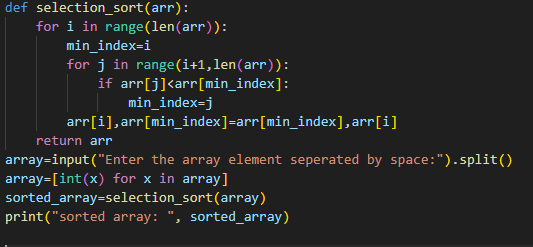 def selection_sort(arr):
    for i in range(len(arr)):
        min_index=i
        for j in range(i+1,len(arr)):
            if arr[j]<arr[min_index]:
                min_index=j
        arr[i],arr[min_index]=arr[min_index],arr[i]
    return arr
array=input("Enter the array element seperated by space:").split()
array=[int(x) for x in array]
sorted_array=selection_sort(array)
print("sorted array: ", sorted_array)